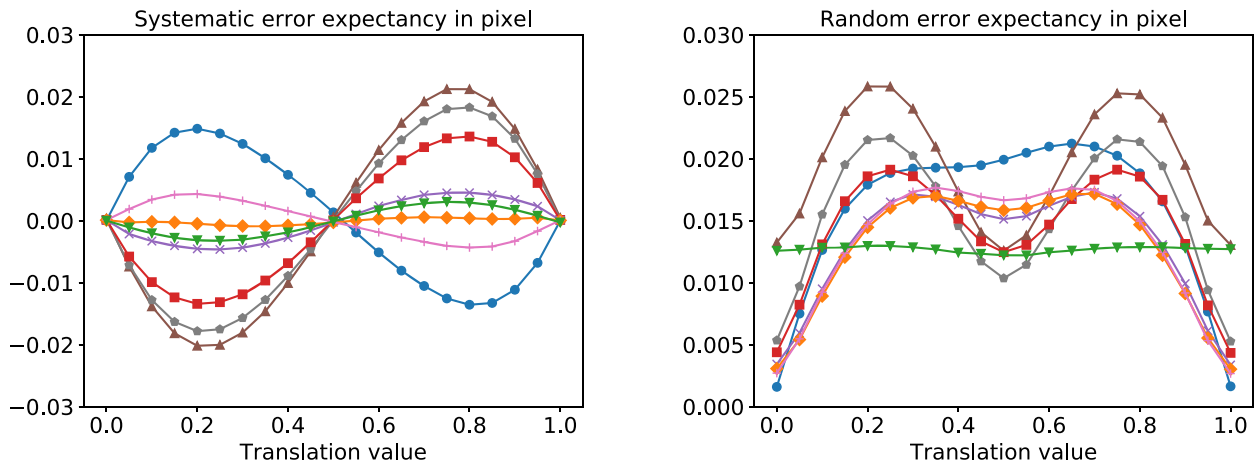 Systematic error expectancy in pixel
0.03
0.02
0.01
0.00
−0.01
−0.02
−0.03
0.0 0.2 0.4 0.6 0.8 1.0
Translation value
Random error expectancy in pixel
0.030
0.025
0.020
0.015
0.010
0.005
0.000
0.0 0.2 0.4 0.6 0.8 1.0
Translation value